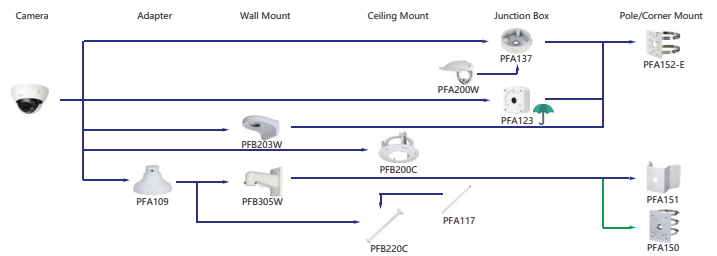 Camera Adapter Wall Mount Ceiling Mount Junction Box Pole/Corner Mount
PFA137
PFA152-E
PFA200W
PFA123
PFB203W
PFB200C
PFA109
PFB305W
PFA151
PFA117
PFB220C
PFA150